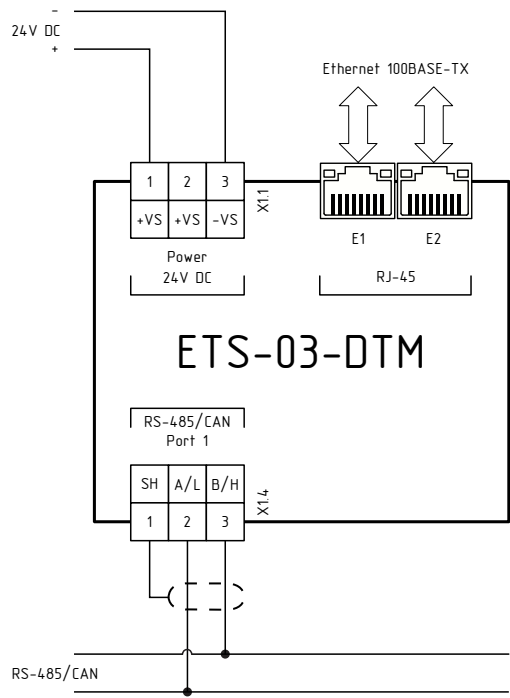 -
24V DC
+
Ethernet 100BASE-TX
1 2 3
+VS +VS -VS
X1.1
Power
24V DC
E1 E2
RJ-45
ETS-03-DTM
RS-485/CAN
Port 1
SH A/L B/H
1 2 3
X1.4
RS-485/CAN